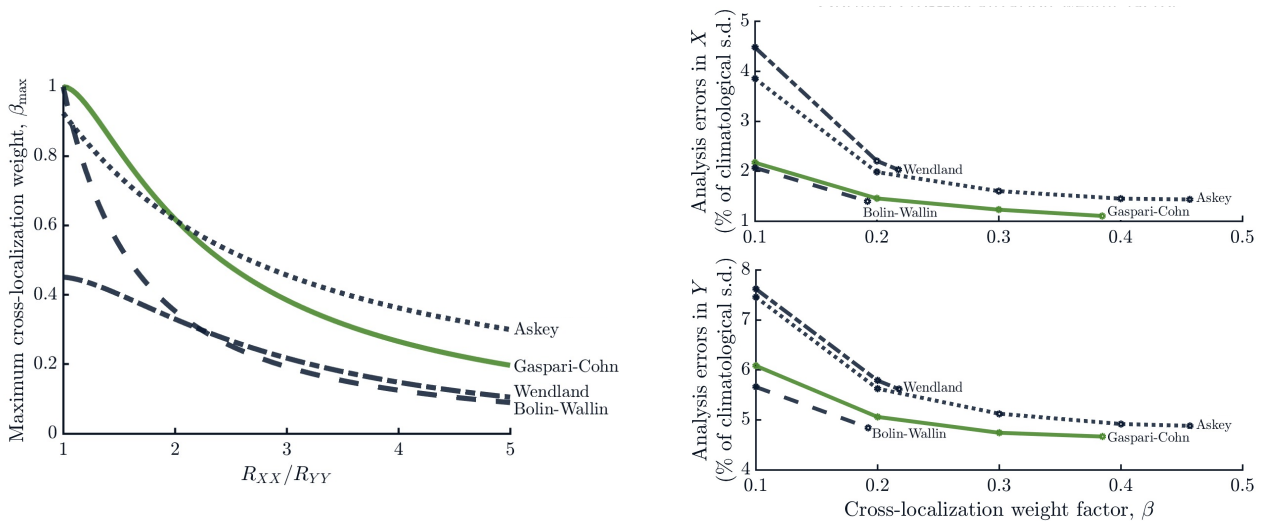 Maximum cross-localization weight, β_max
1
0.8
0.6
0.4
0.2
0
1 2 3 4 5
R_XX/R_YY
Askey
Gaspari-Cohn
Wendland
Bolin-Wallin
Analysis errors in X
(% of climatological s.d.)
5
4
3
2
1
0.1 0.2 0.3 0.4 0.5
Wendland
Askey
Bolin-Wallin
Gaspari-Cohn
Analysis errors in Y
(% of climatological s.d.)
8
7
6
5
4
0.1 0.2 0.3 0.4 0.5
Wendland
Askey
Bolin-Wallin
Gaspari-Cohn
Cross-localization weight factor, β